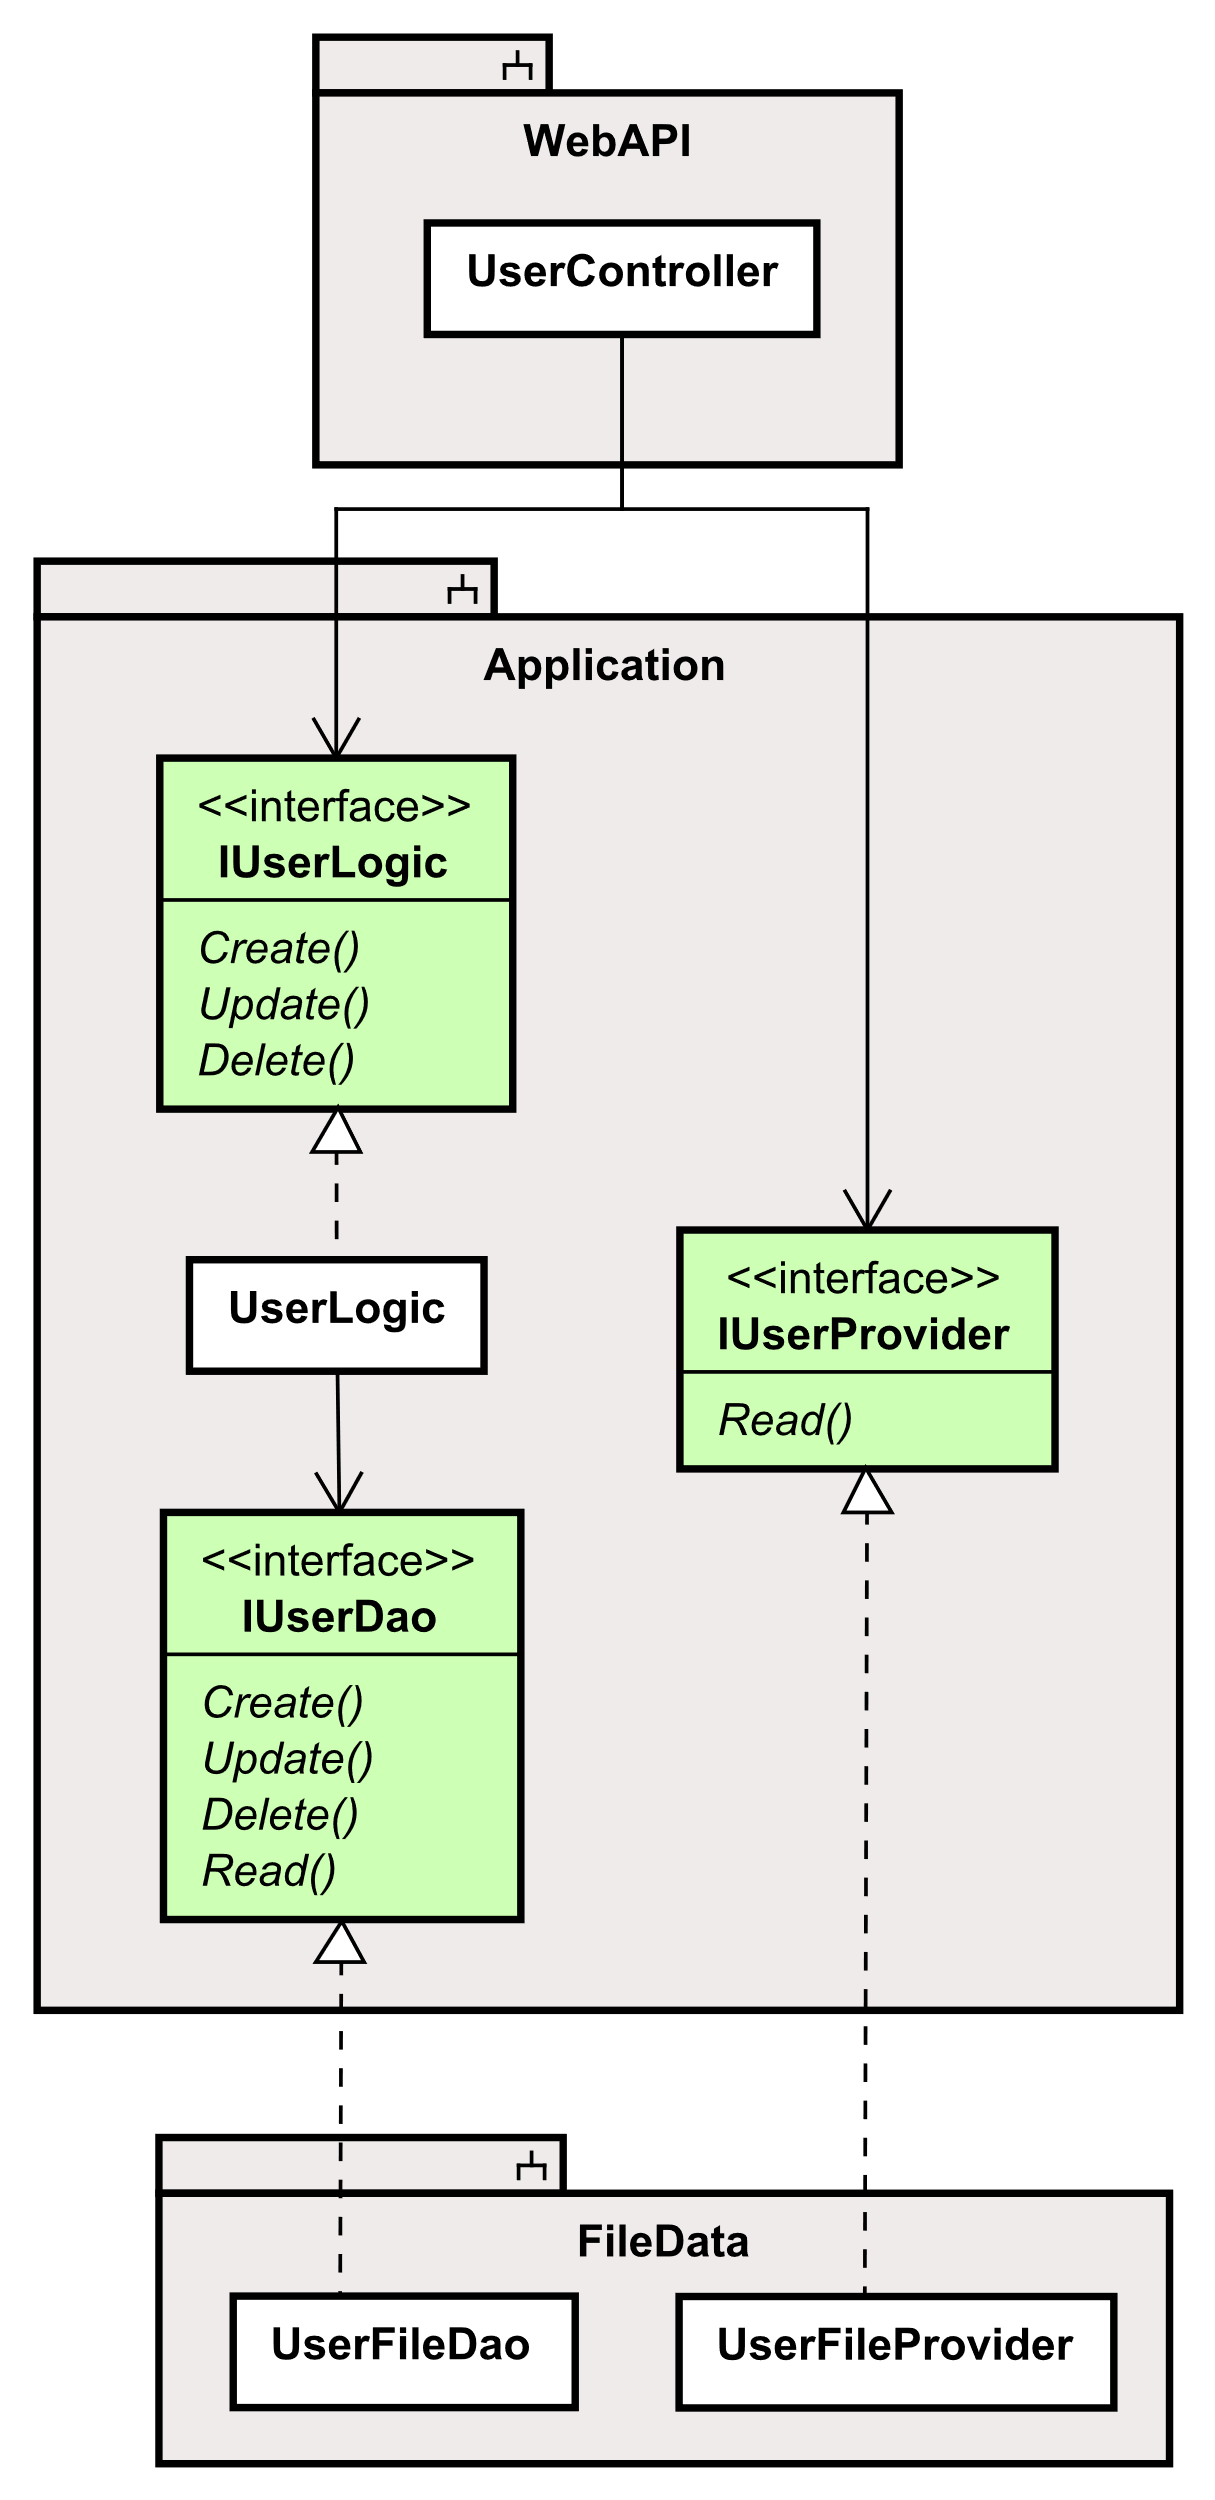 WebAPI
UserController
Application
<<interface>>
IUserLogic
Create()
Update()
Delete()
UserLogic
<<interface>>
IUserProvider
Read()
<<interface>>
IUserDao
Create()
Update()
Delete()
Read()
FileData
UserFileDao
UserFileProvider